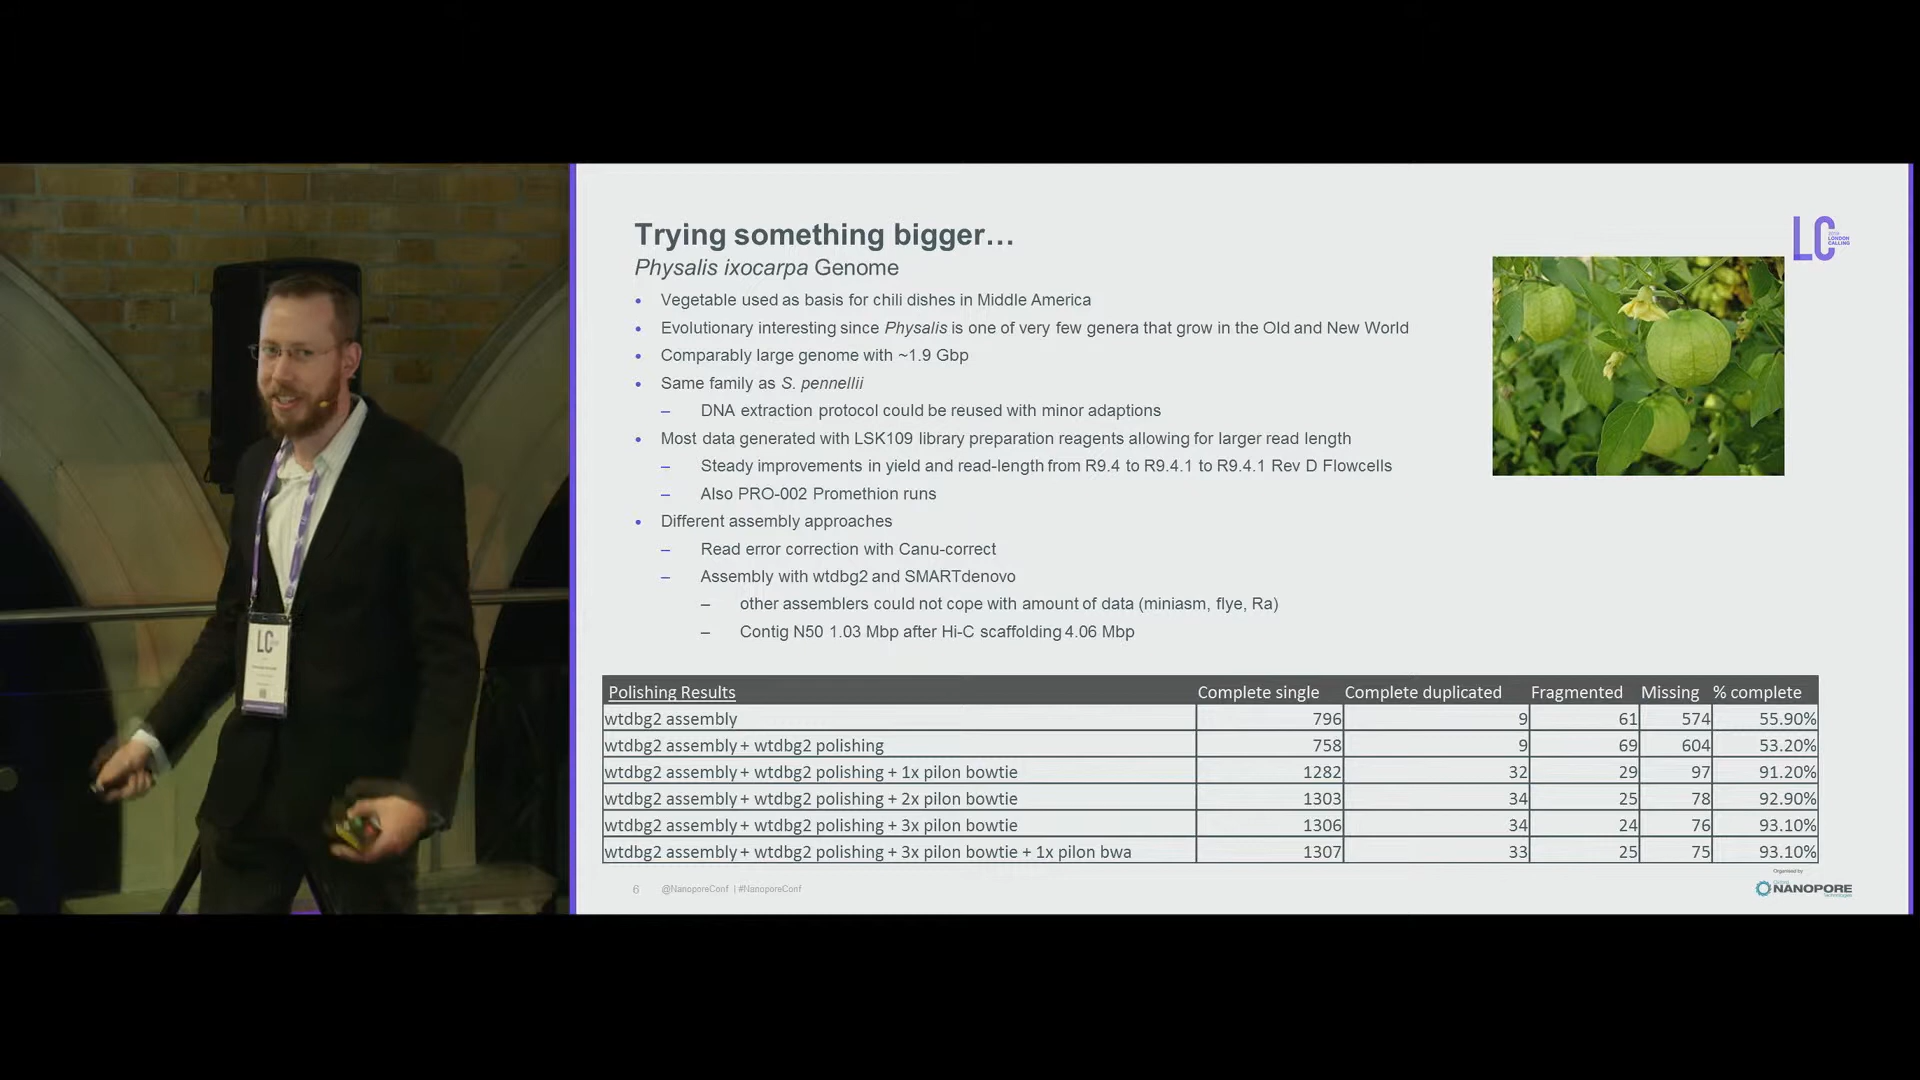 Trying something bigger…
Physalis ixocarpa Genome
• Vegetable used as basis for chili dishes in Middle America
• Evolutionary interesting since Physalis is one of very few genera that grow in the Old and New World
• Comparably large genome with ~1.9 Gbp
• Same family as S. pennellii
– DNA extraction protocol could be reused with minor adaptions
• Most data generated with LSK109 library preparation reagents allowing for larger read length
– Steady improvements in yield and read-length from R9.4 to R9.4.1 to R9.4.1 Rev D Flowcells
– Also PRO-002 Promethion runs
• Different assembly approaches
– Read error correction with Canu-correct
– Assembly with wtdbg2 and SMARTdenovo
– other assemblers could not cope with amount of data (miniasm, flye, Ra)
– Contig N50 1.03 Mbp after Hi-C scaffolding 4.06 Mbp
LC
LONDON
CALLING
Polishing Results Complete single Complete duplicated Fragmented Missing % complete
wtdbg2 assembly 796 9 61 574 55.90%
wtdbg2 assembly + wtdbg2 polishing 758 9 69 604 53.20%
wtdbg2 assembly + wtdbg2 polishing + 1x pilon bowtie 1282 32 29 97 91.20%
wtdbg2 assembly + wtdbg2 polishing + 2x pilon bowtie 1303 34 25 78 92.90%
wtdbg2 assembly + wtdbg2 polishing + 3x pilon bowtie 1306 34 24 76 93.10%
wtdbg2 assembly + wtdbg2 polishing + 3x pilon bowtie + 1x pilon bwa 1307 33 25 75 93.10%
6 @NanoporeConf | #NanoporeConf
Organised by
NANOPORE
LC